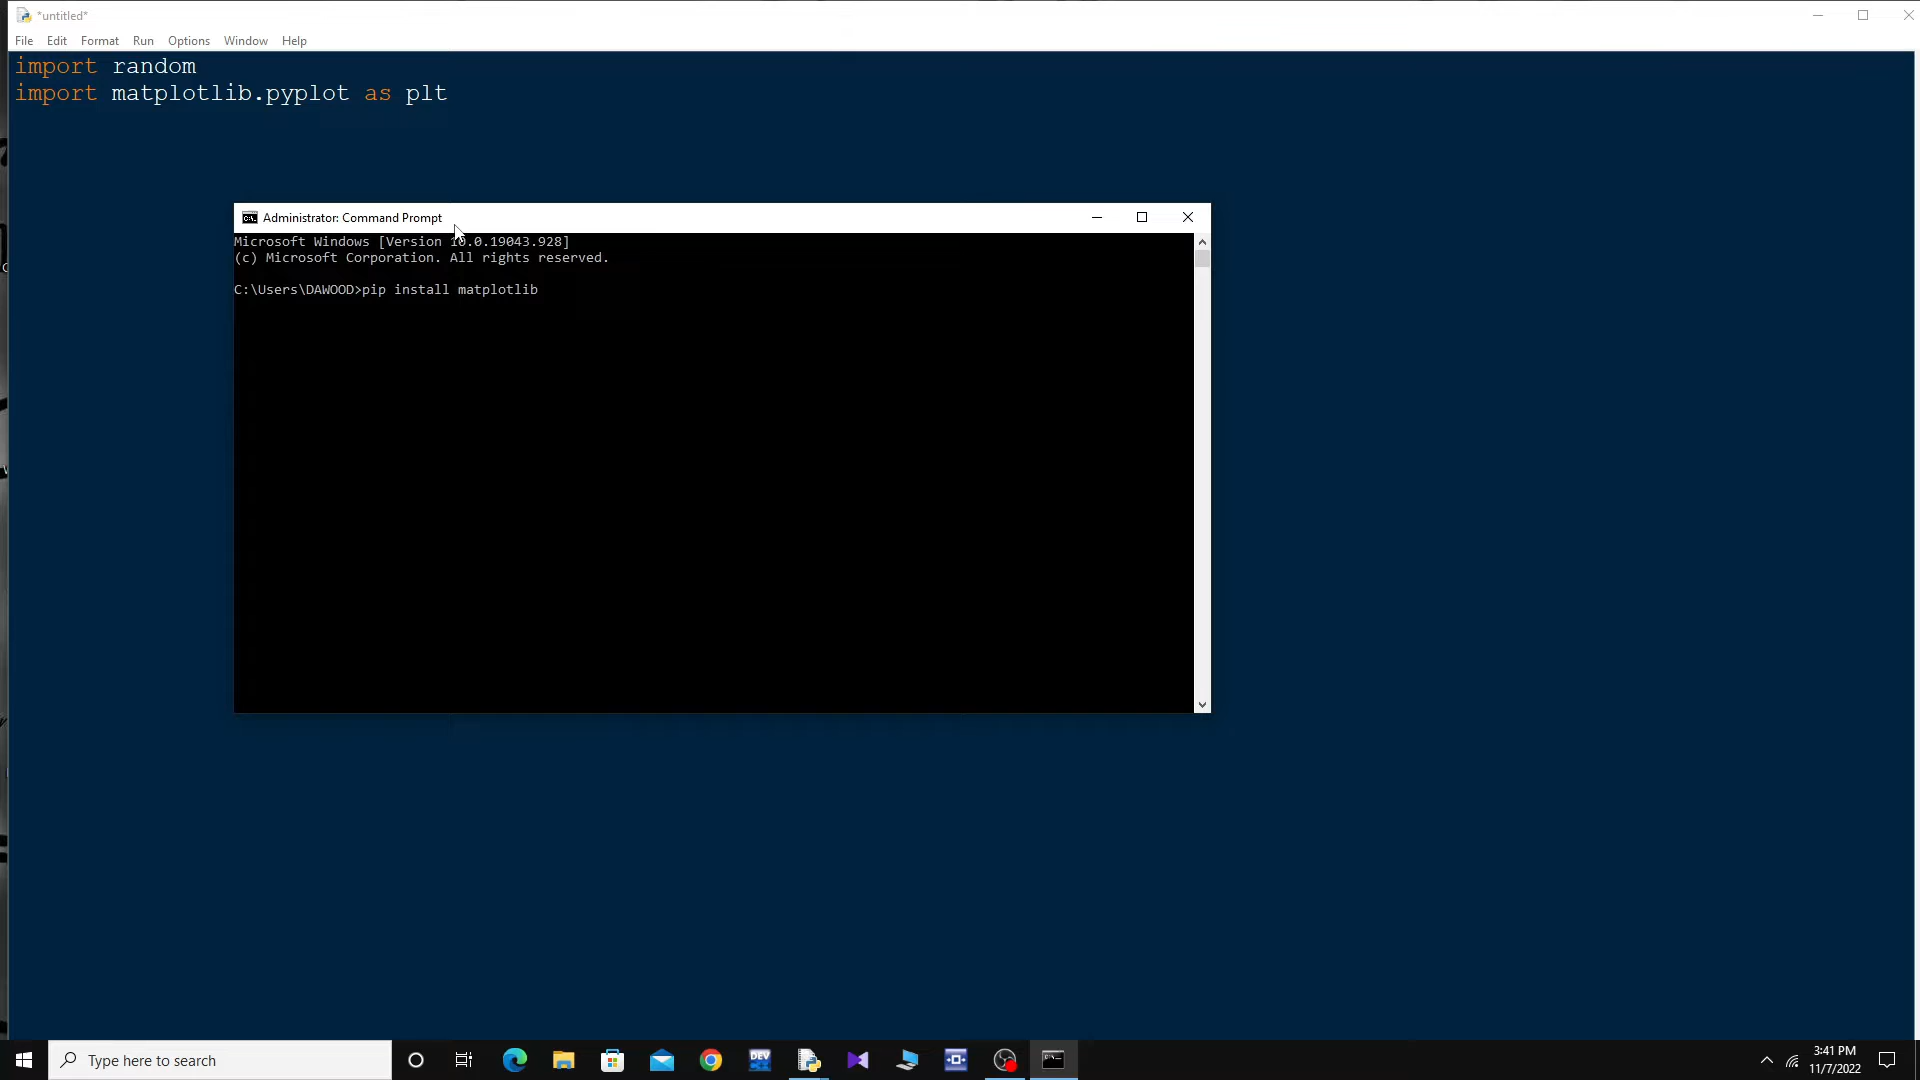 *untitled*
File Edit Format Run Options Window Help
import random
import matplotlib.pyplot as plt
Administrator: Command Prompt
Microsoft Windows [Version 10.0.19043.928]
(c) Microsoft Corporation. All rights reserved.
C:\Users\DAWOOD>pip install matplotlib
Type here to search
DEV
3:41 PM
11/7/2022